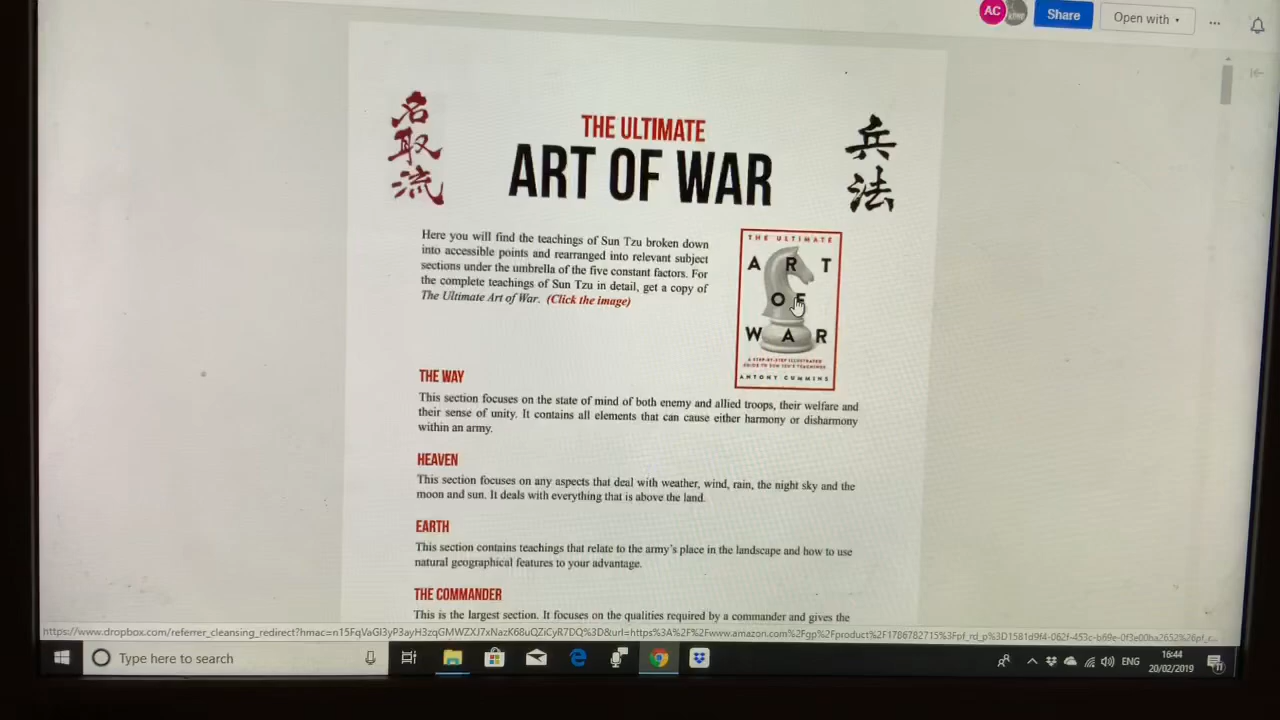 AC
Share
Open with
...
名取流
THE ULTIMATE
ART OF WAR
兵法
Here you will find the teachings of Sun Tzu broken down
into accessible points and rearranged into relevant subject
sections under the umbrella of the five constant factors. For
the complete teachings of Sun Tzu in detail, get a copy of
The Ultimate Art of War. (Click the image)
THE ULTIMATE
A R T
O F
W A R
A STEP-BY-STEP ILLUSTRATED
GUIDE TO SUN TZU'S TEACHINGS
ANTONY CUMMINS
THE WAY
This section focuses on the state of mind of both enemy and allied troops, their welfare and
their sense of unity. It contains all elements that can cause either harmony or disharmony
within an army.
HEAVEN
This section focuses on any aspects that deal with weather, wind, rain, the night sky and the
moon and sun. It deals with everything that is above the land.
EARTH
This section contains teachings that relate to the army's place in the landscape and how to use
natural geographical features to your advantage.
THE COMMANDER
This is the largest section. It focuses on the qualities required by a commander and gives the
Type here to search
ENG
16:44
20/02/2019